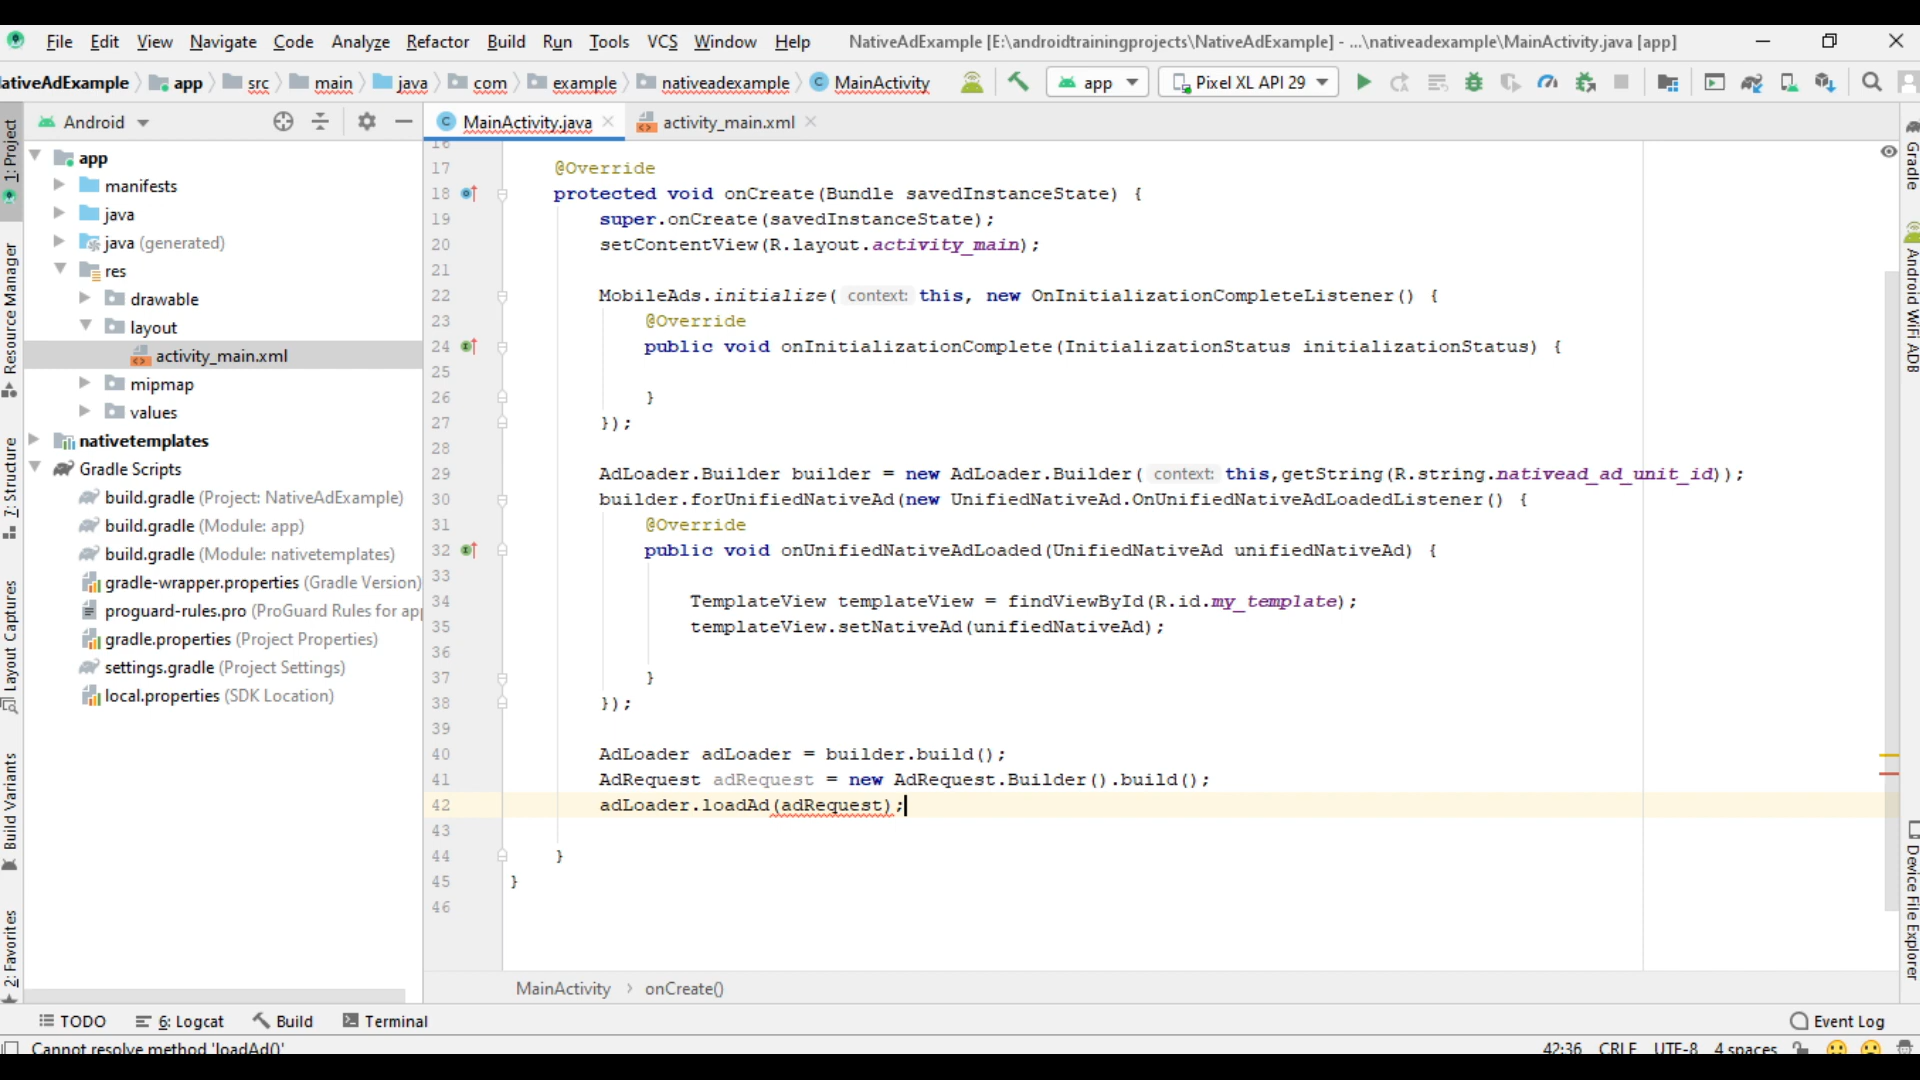 File Edit View Navigate Code Analyze Refactor Build Run Tools VCS Window Help NativeAdExample [E:\androidtrainingprojects\NativeAdExample] - ...\nativeadexample\MainActivity.java [app]
lativeAdExample app src main java com example nativeadexample MainActivity app Pixel XL API 29
Android MainActivity.java activity_main.xml
app
manifests
java
java (generated)
res
drawable
layout
activity_main.xml
mipmap
values
nativetemplates
Gradle Scripts
build.gradle (Project: NativeAdExample)
build.gradle (Module: app)
build.gradle (Module: nativetemplates)
gradle-wrapper.properties (Gradle Version)
proguard-rules.pro (ProGuard Rules for app
gradle.properties (Project Properties)
settings.gradle (Project Settings)
local.properties (SDK Location)
1: Project
Resource Manager
7: Structure
Layout Captures
Build Variants
2: Favorites
16
17 @Override
18 protected void onCreate(Bundle savedInstanceState) {
19 super.onCreate(savedInstanceState);
20 setContentView(R.layout.activity_main);
21
22 MobileAds.initialize( context: this, new OnInitializationCompleteListener() {
23 @Override
24 public void onInitializationComplete(InitializationStatus initializationStatus) {
25
26 }
27 });
28
29 AdLoader.Builder builder = new AdLoader.Builder( context: this,getString(R.string.nativead_ad_unit_id));
30 builder.forUnifiedNativeAd(new UnifiedNativeAd.OnUnifiedNativeAdLoadedListener() {
31 @Override
32 public void onUnifiedNativeAdLoaded(UnifiedNativeAd unifiedNativeAd) {
33
34 TemplateView templateView = findViewById(R.id.my_template);
35 templateView.setNativeAd(unifiedNativeAd);
36
37 }
38 });
39
40 AdLoader adLoader = builder.build();
41 AdRequest adRequest = new AdRequest.Builder().build();
42 adLoader.loadAd(adRequest);
43
44 }
45 }
46
Gradle
Android WiFi ADB
Device File Explorer
MainActivity > onCreate()
TODO 6: Logcat Build Terminal Event Log
Cannot resolve method 'loadAd()' 42:36 CRLF UTF-8 4 spaces